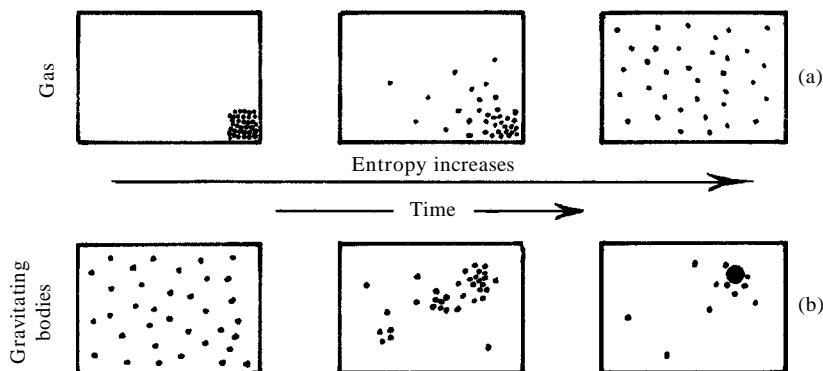 Gas
(a)
Entropy increases
Time
Gravitating
bodies
(b)